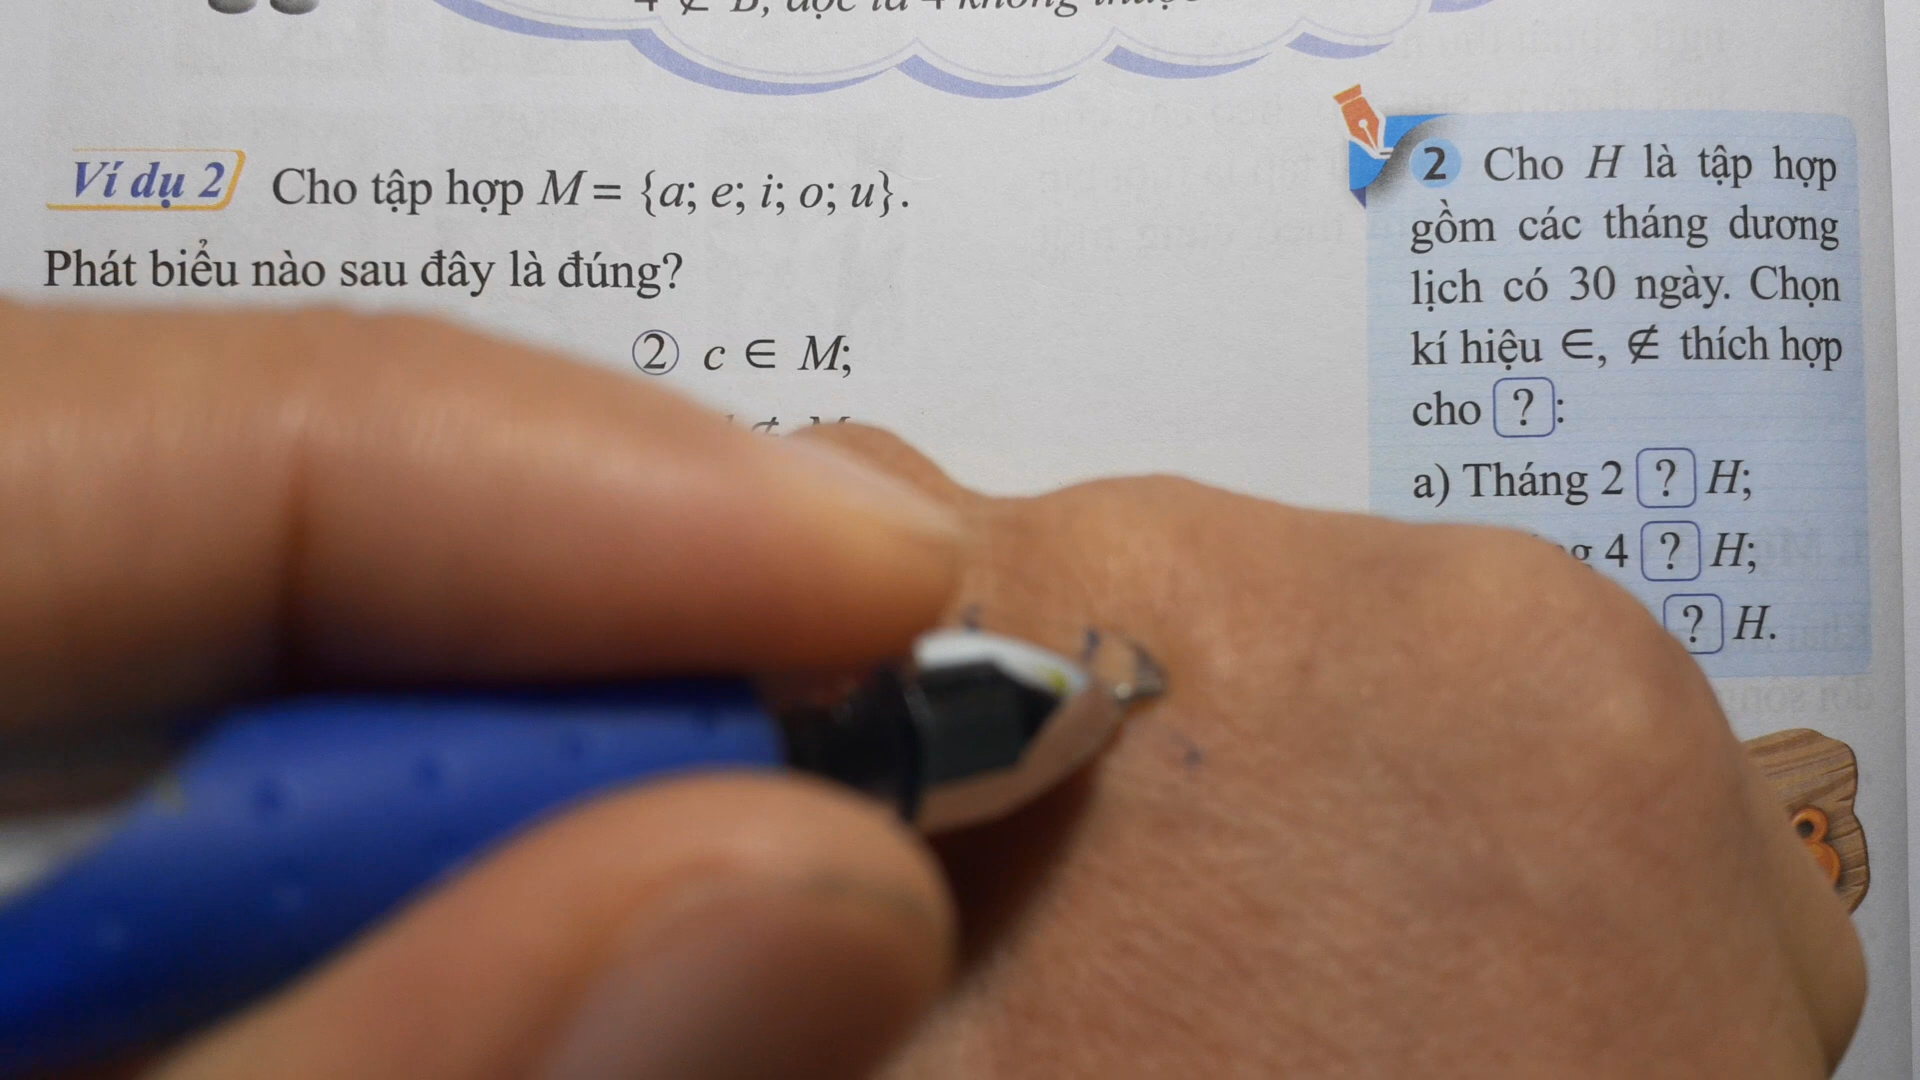 Ví dụ 2 Cho tập hợp M = {a; e; i; o; u}.
Phát biểu nào sau đây là đúng?
② c ∈ M;
2 Cho H là tập hợp
gồm các tháng dương
lịch có 30 ngày. Chọn
kí hiệu ∈, ∉ thích hợp
cho ? :
a) Tháng 2 ? H;
4 ? H;
? H.